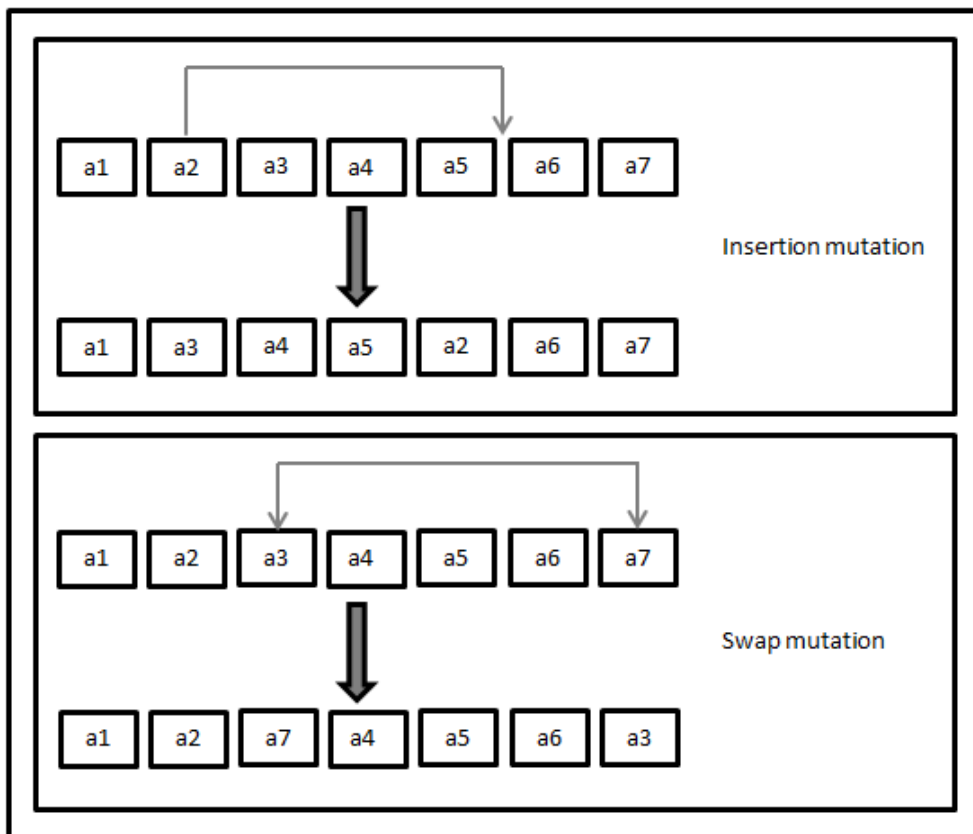 a1 a2 a3 a4 a5 a6 a7
Insertion mutation
a1 a3 a4 a5 a2 a6 a7
a1 a2 a3 a4 a5 a6 a7
Swap mutation
a1 a2 a7 a4 a5 a6 a3